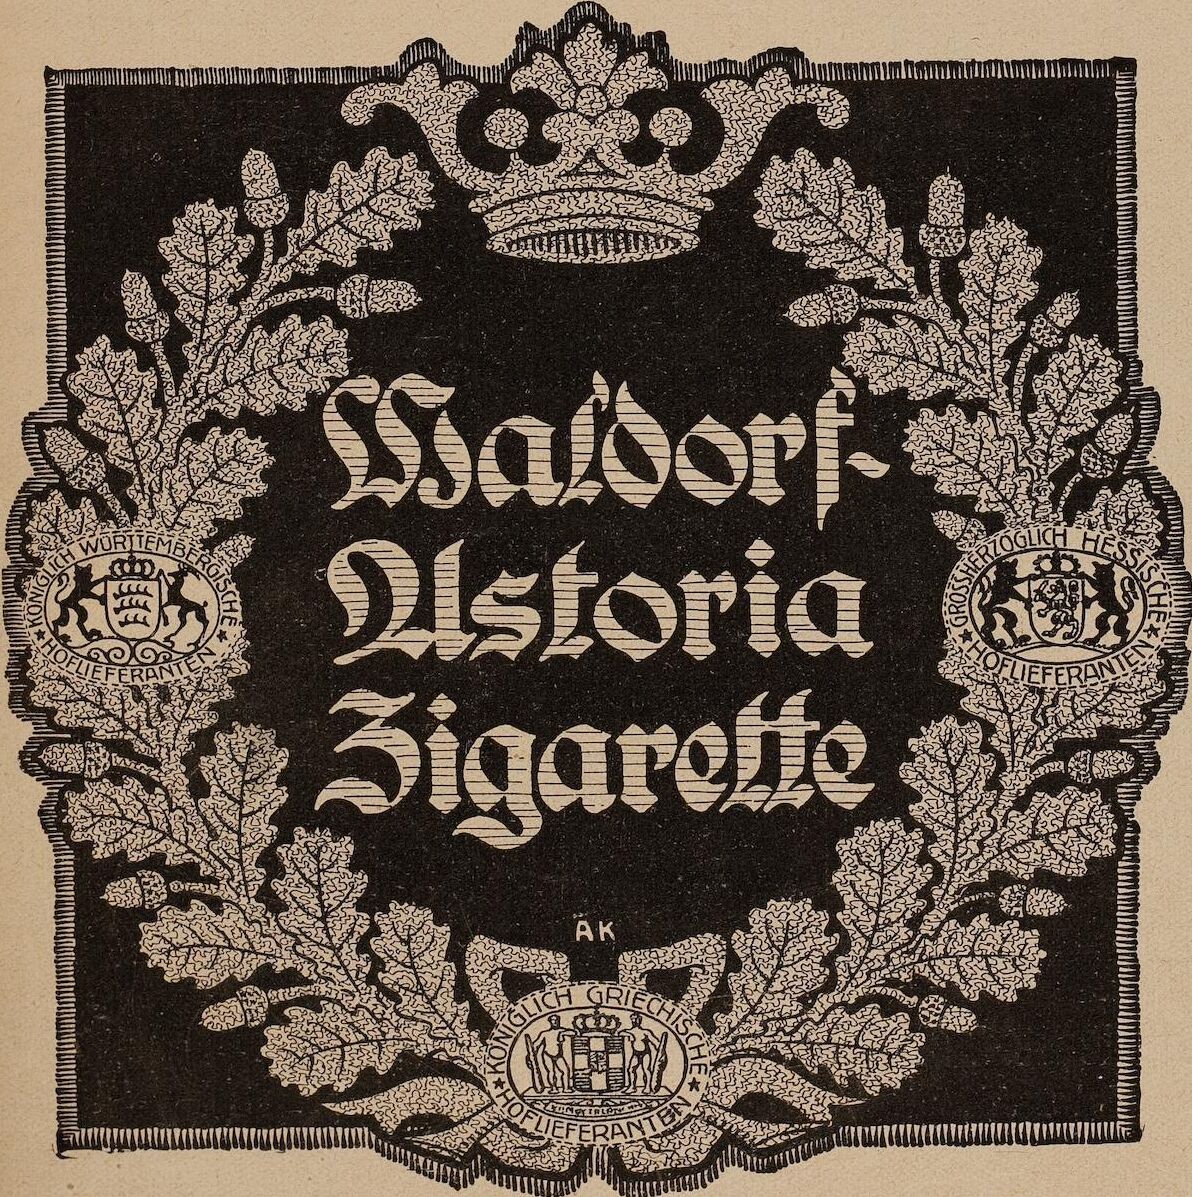 Waldorf-
Astoria
Zigarette
★ KÖNIGLICH WÜRTTEMBERGISCHE ★
HOFLIEFERANTEN
★ GROSSHERZOGLICH HESSISCHE ★
HOFLIEFERANTEN
ÄK
★ KÖNIGLICH GRIECHISCHE ★
HOFLIEFERANTEN